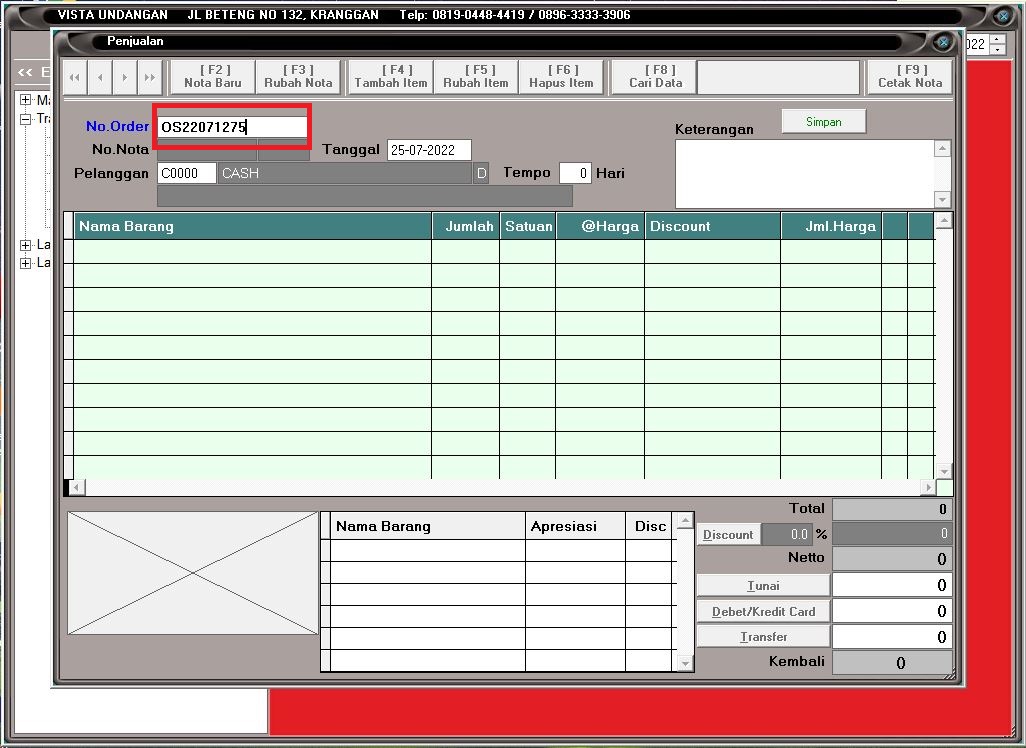 VISTA UNDANGAN JL BETENG NO 132, KRANGGAN Telp: 0819-0448-4419 / 0896-3333-3906
Penjualan
022
<< E
<< < > >>
[ F2 ] Nota Baru
[ F3 ] Rubah Nota
[ F4 ] Tambah Item
[ F5 ] Rubah Item
[ F6 ] Hapus Item
[ F8 ] Cari Data
[ F9 ] Cetak Nota
Ma
Tr
La
La
No.Order OS22071275
Keterangan Simpan
No.Nota Tanggal 25-07-2022
Pelanggan C0000 CASH D Tempo 0 Hari
Nama Barang Jumlah Satuan @Harga Discount Jml.Harga
Total 0
Nama Barang Apresiasi Disc
Discount 0.0 % 0
Netto 0
Tunai 0
Debet/Kredit Card 0
Transfer 0
Kembali 0